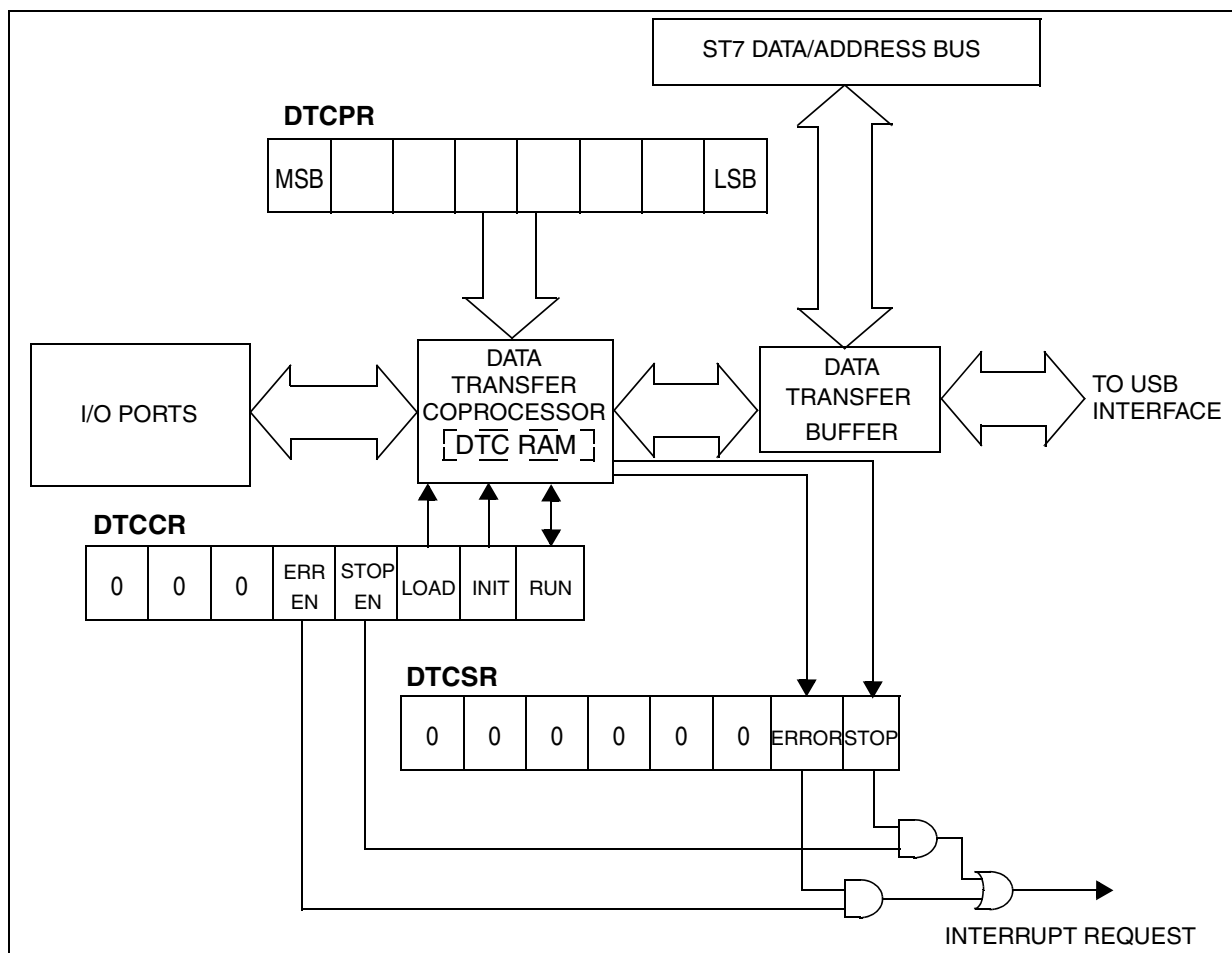 ST7 DATA/ADDRESS BUS
DTCPR
MSB
LSB
I/O PORTS
DATA
TRANSFER
COPROCESSOR
DTC RAM
DATA
TRANSFER
BUFFER
TO USB
INTERFACE
DTCCR
0 0 0 ERR EN STOP EN LOAD INIT RUN
DTCSR
0 0 0 0 0 0 ERROR STOP
INTERRUPT REQUEST